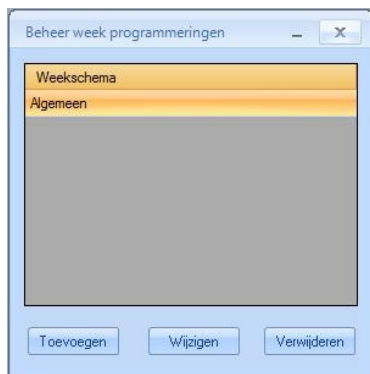 Beheer week programmeringen
Weekschema
Algemeen
Toevoegen Wijzigen Verwijderen